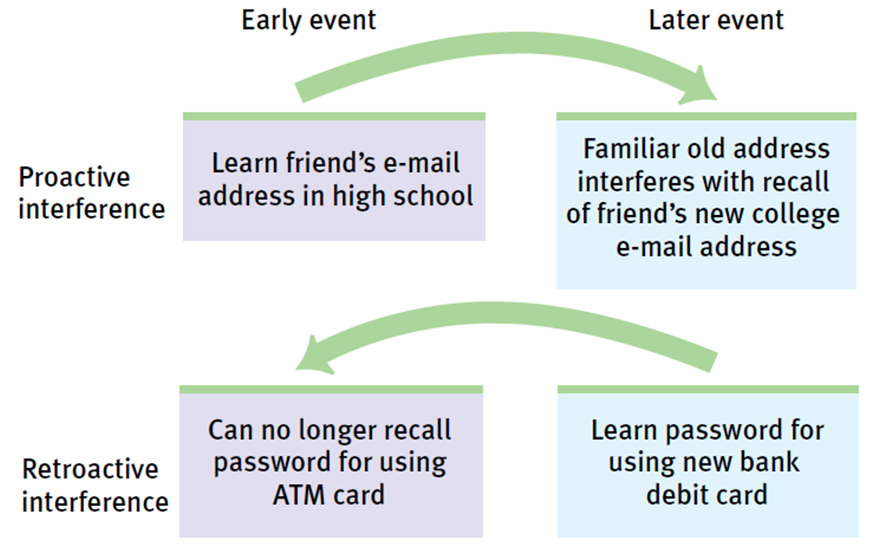 Early event
Later event
Proactive
interference
Learn friend’s e-mail
address in high school
Familiar old address
interferes with recall
of friend’s new college
e-mail address
Retroactive
interference
Can no longer recall
password for using
ATM card
Learn password for
using new bank
debit card